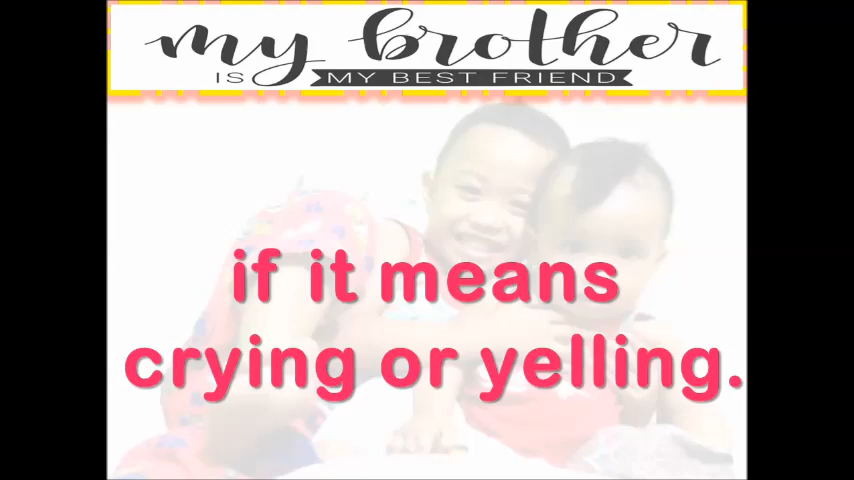 my brother
IS MY BEST FRIEND
if it means
crying or yelling.